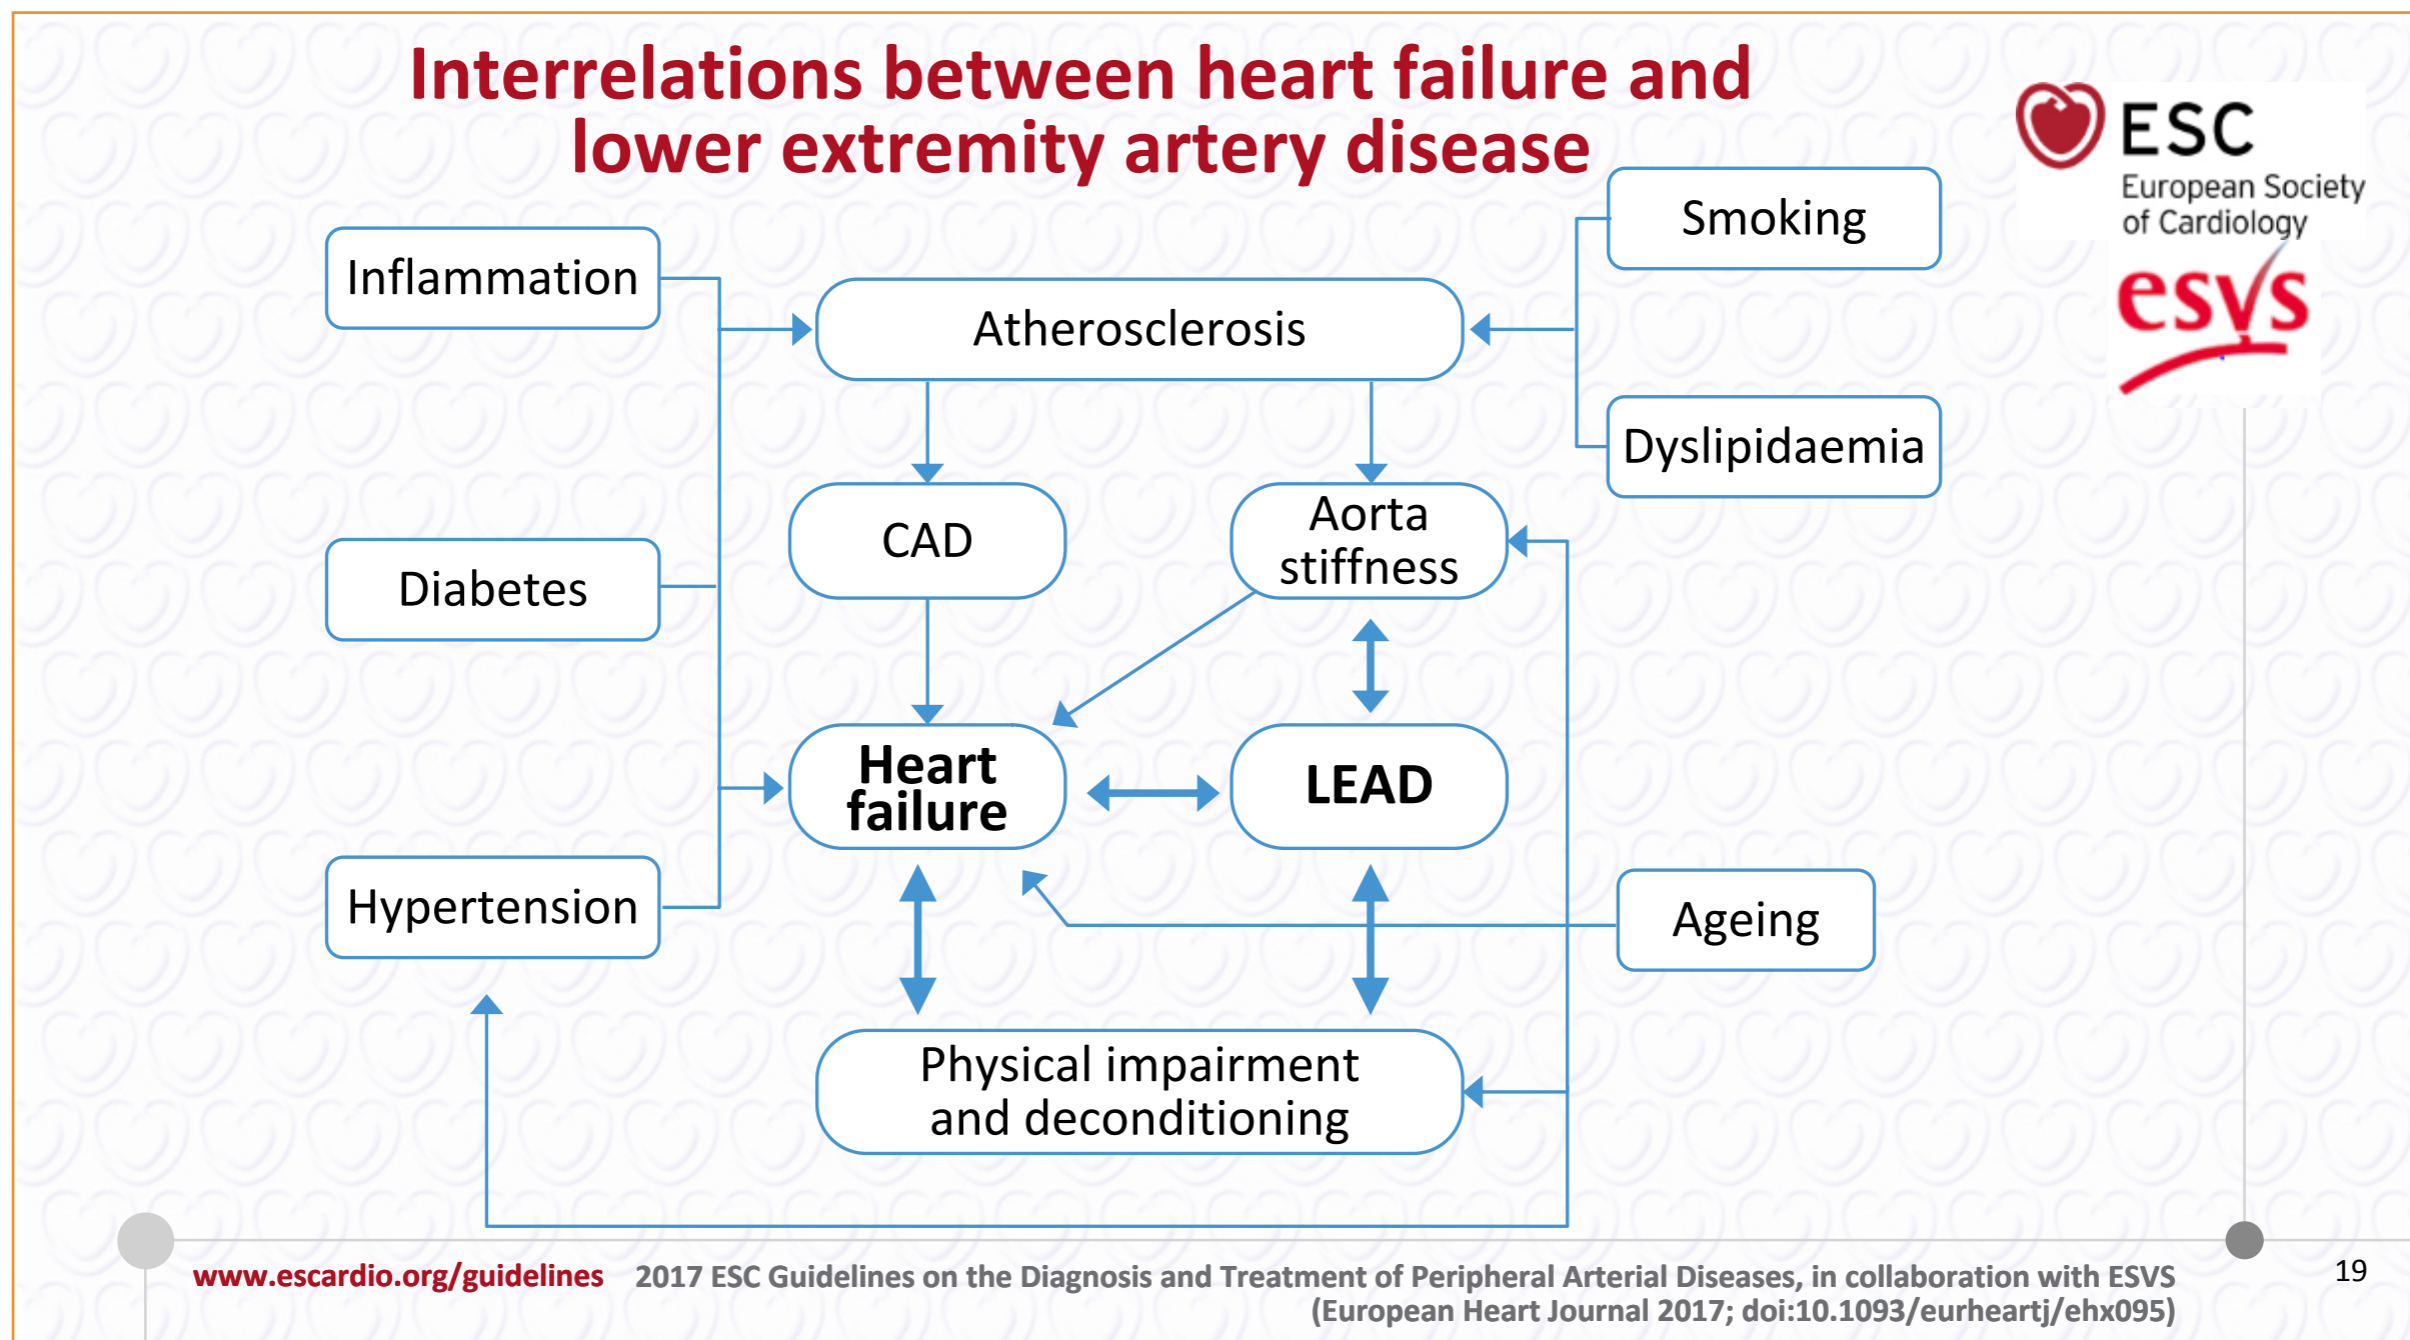 Interrelations between heart failure and
lower extremity artery disease
ESC
European Society
of Cardiology
esvs
Smoking
Inflammation
Atherosclerosis
Dyslipidaemia
CAD
Aorta
stiffness
Diabetes
Heart
failure
LEAD
Hypertension
Ageing
Physical impairment
and deconditioning
www.escardio.org/guidelines
2017 ESC Guidelines on the Diagnosis and Treatment of Peripheral Arterial Diseases, in collaboration with ESVS
(European Heart Journal 2017; doi:10.1093/eurheartj/ehx095)
19